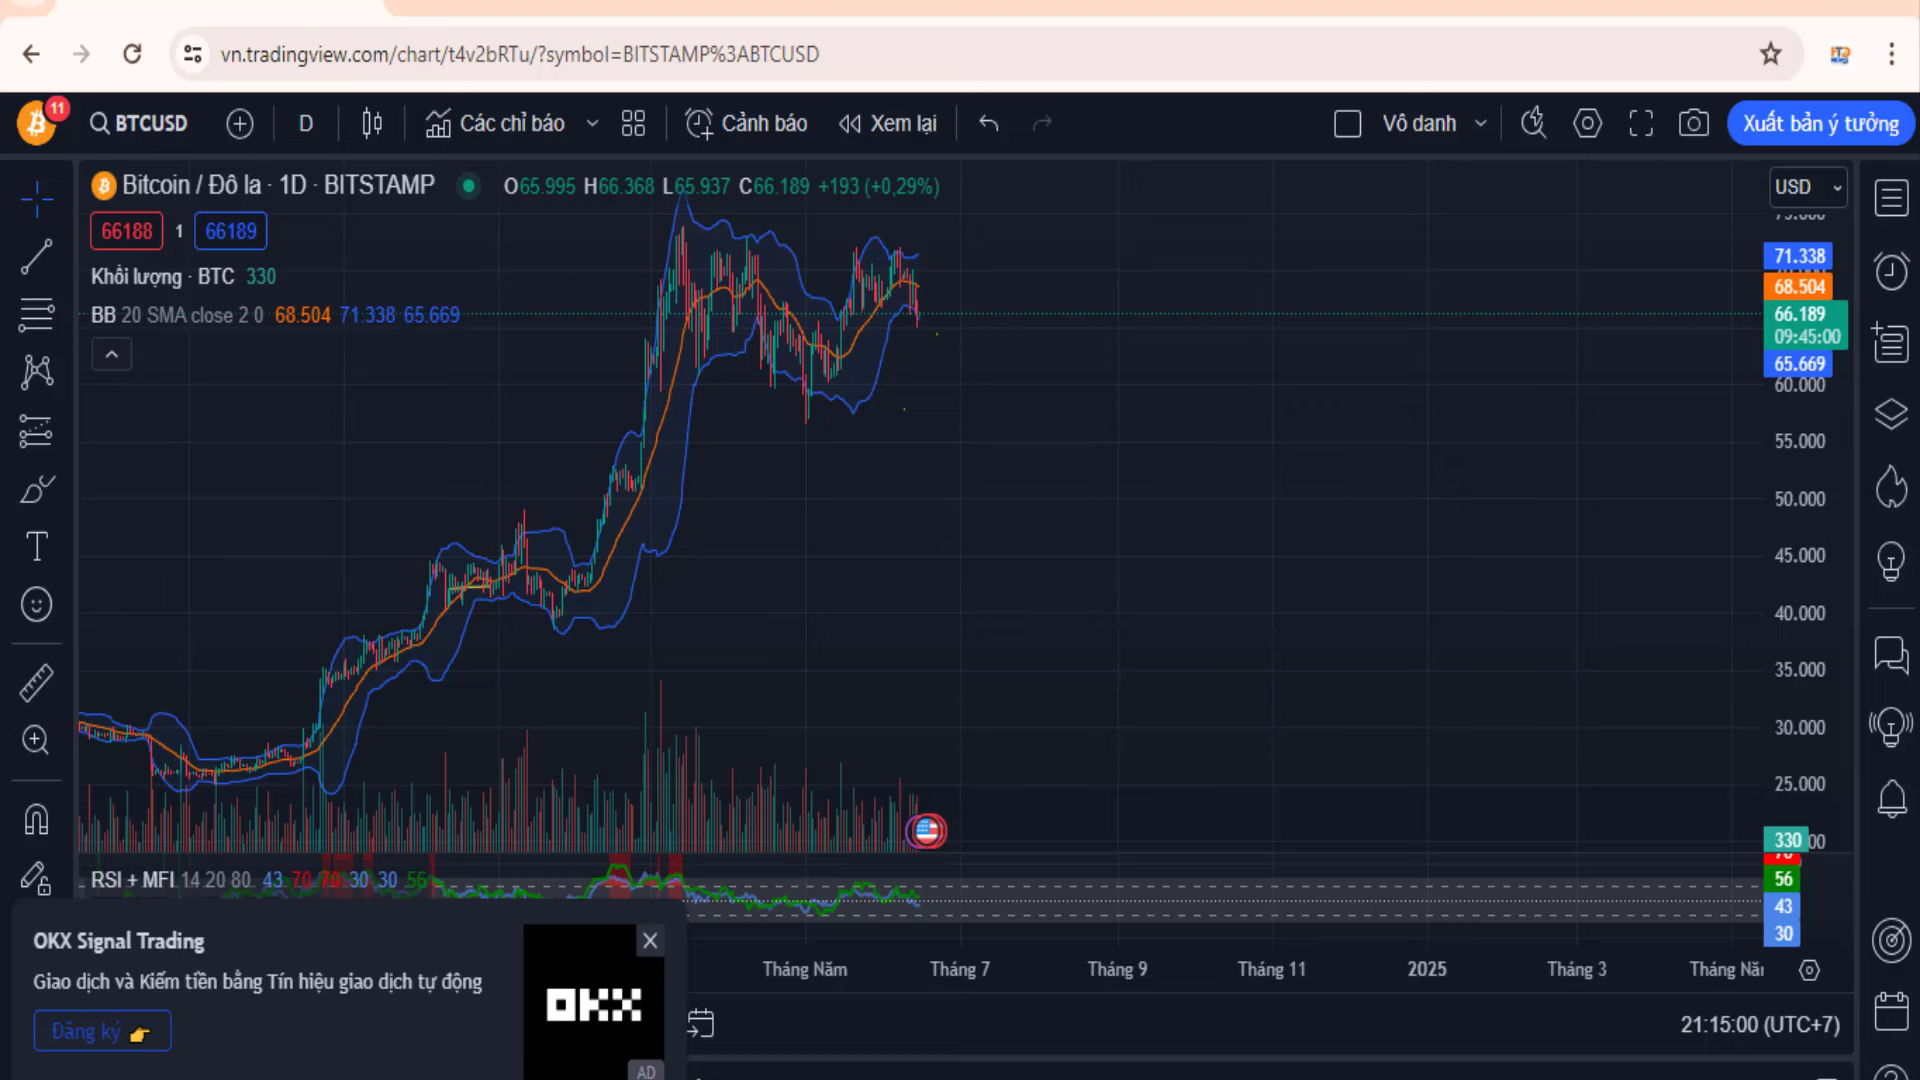 vn.tradingview.com/chart/t4v2bRTu/?symbol=BITSTAMP%3ABTCUSD
11
BTCUSD
D
Các chỉ báo
Cảnh báo
Xem lại
Vô danh
Xuất bản ý tưởng
Bitcoin / Đô la · 1D · BITSTAMP
O65.995 H66.368 L65.937 C66.189 +193 (+0,29%)
USD
66188
1
66189
Khối lượng · BTC 330
BB 20 SMA close 2 0 68.504 71.338 65.669
75.000
71.338
68.504
66.189
09:45:00
65.669
60.000
55.000
50.000
45.000
40.000
35.000
30.000
25.000
330
RSI + MFI 14 20 80 43 70 70 30 30 56
70
56
43
30
OKX Signal Trading
Giao dịch và Kiếm tiền bằng Tín hiệu giao dịch tự động
Đăng ký
OKX
AD
Tháng Năm
Tháng 7
Tháng 9
Tháng 11
2025
Tháng 3
21:15:00 (UTC+7)